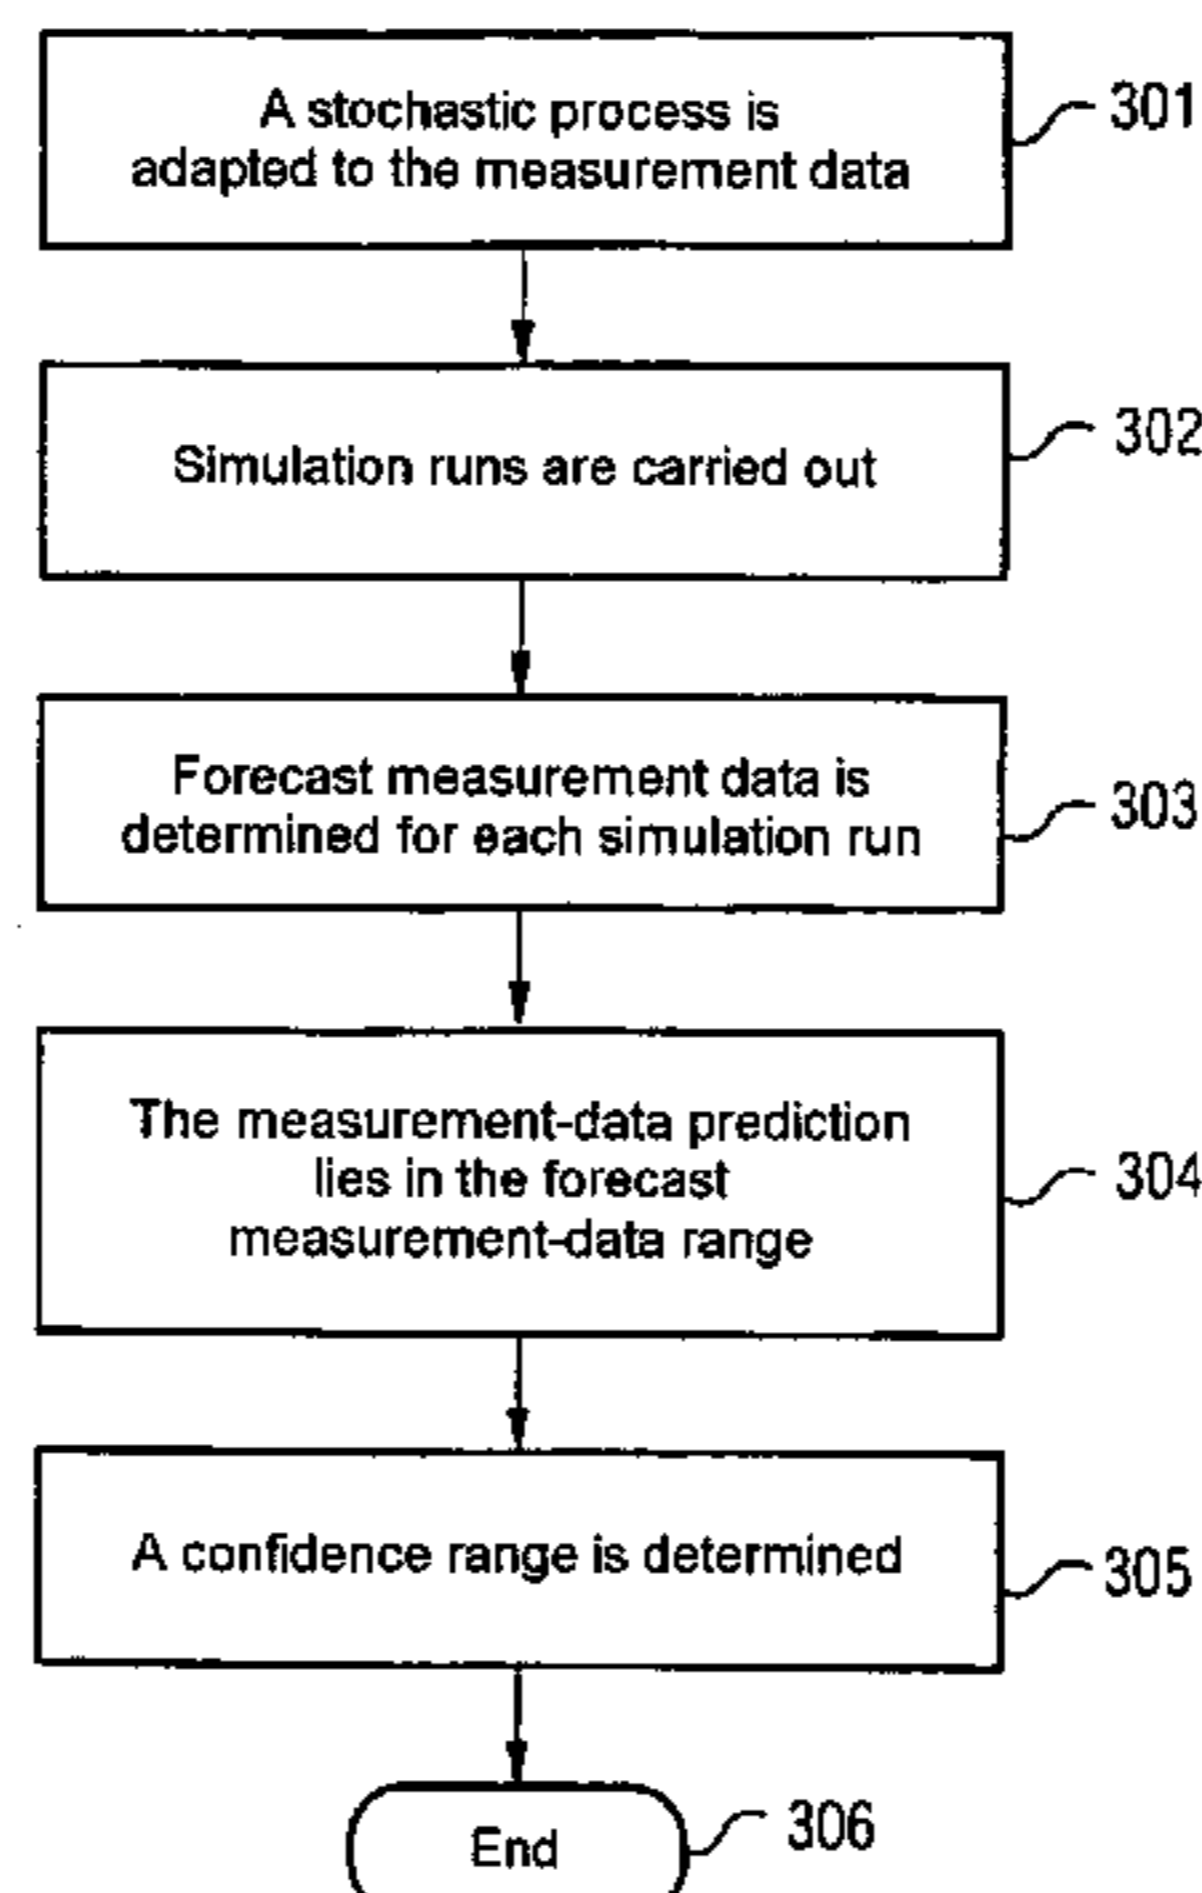 A stochastic process is
adapted to the measurement data
301
Simulation runs are carried out
302
Forecast measurement data is
determined for each simulation run
303
The measurement-data prediction
lies in the forecast
measurement-data range
304
A confidence range is determined
305
End
306